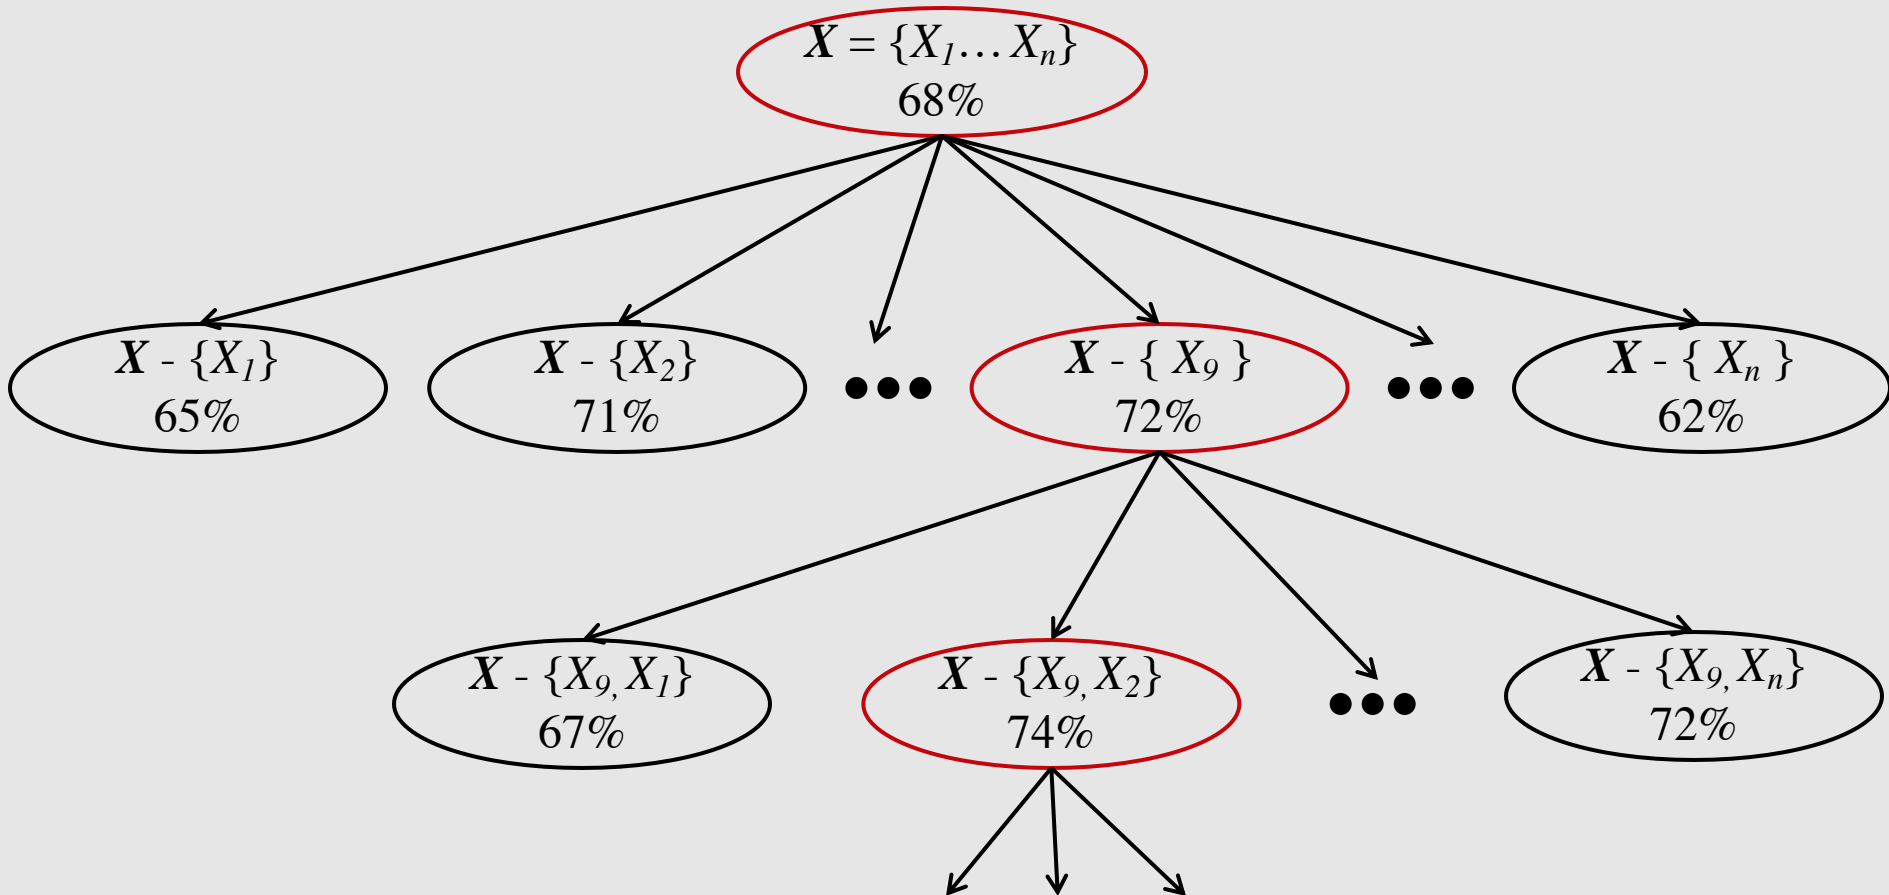 X = {X1…Xn}
68%
X - {X1}
65%
X - {X2}
71%
X - { X9 }
72%
X - { Xn }
62%
X - {X9, X1}
67%
X - {X9, X2}
74%
X - {X9, Xn}
72%